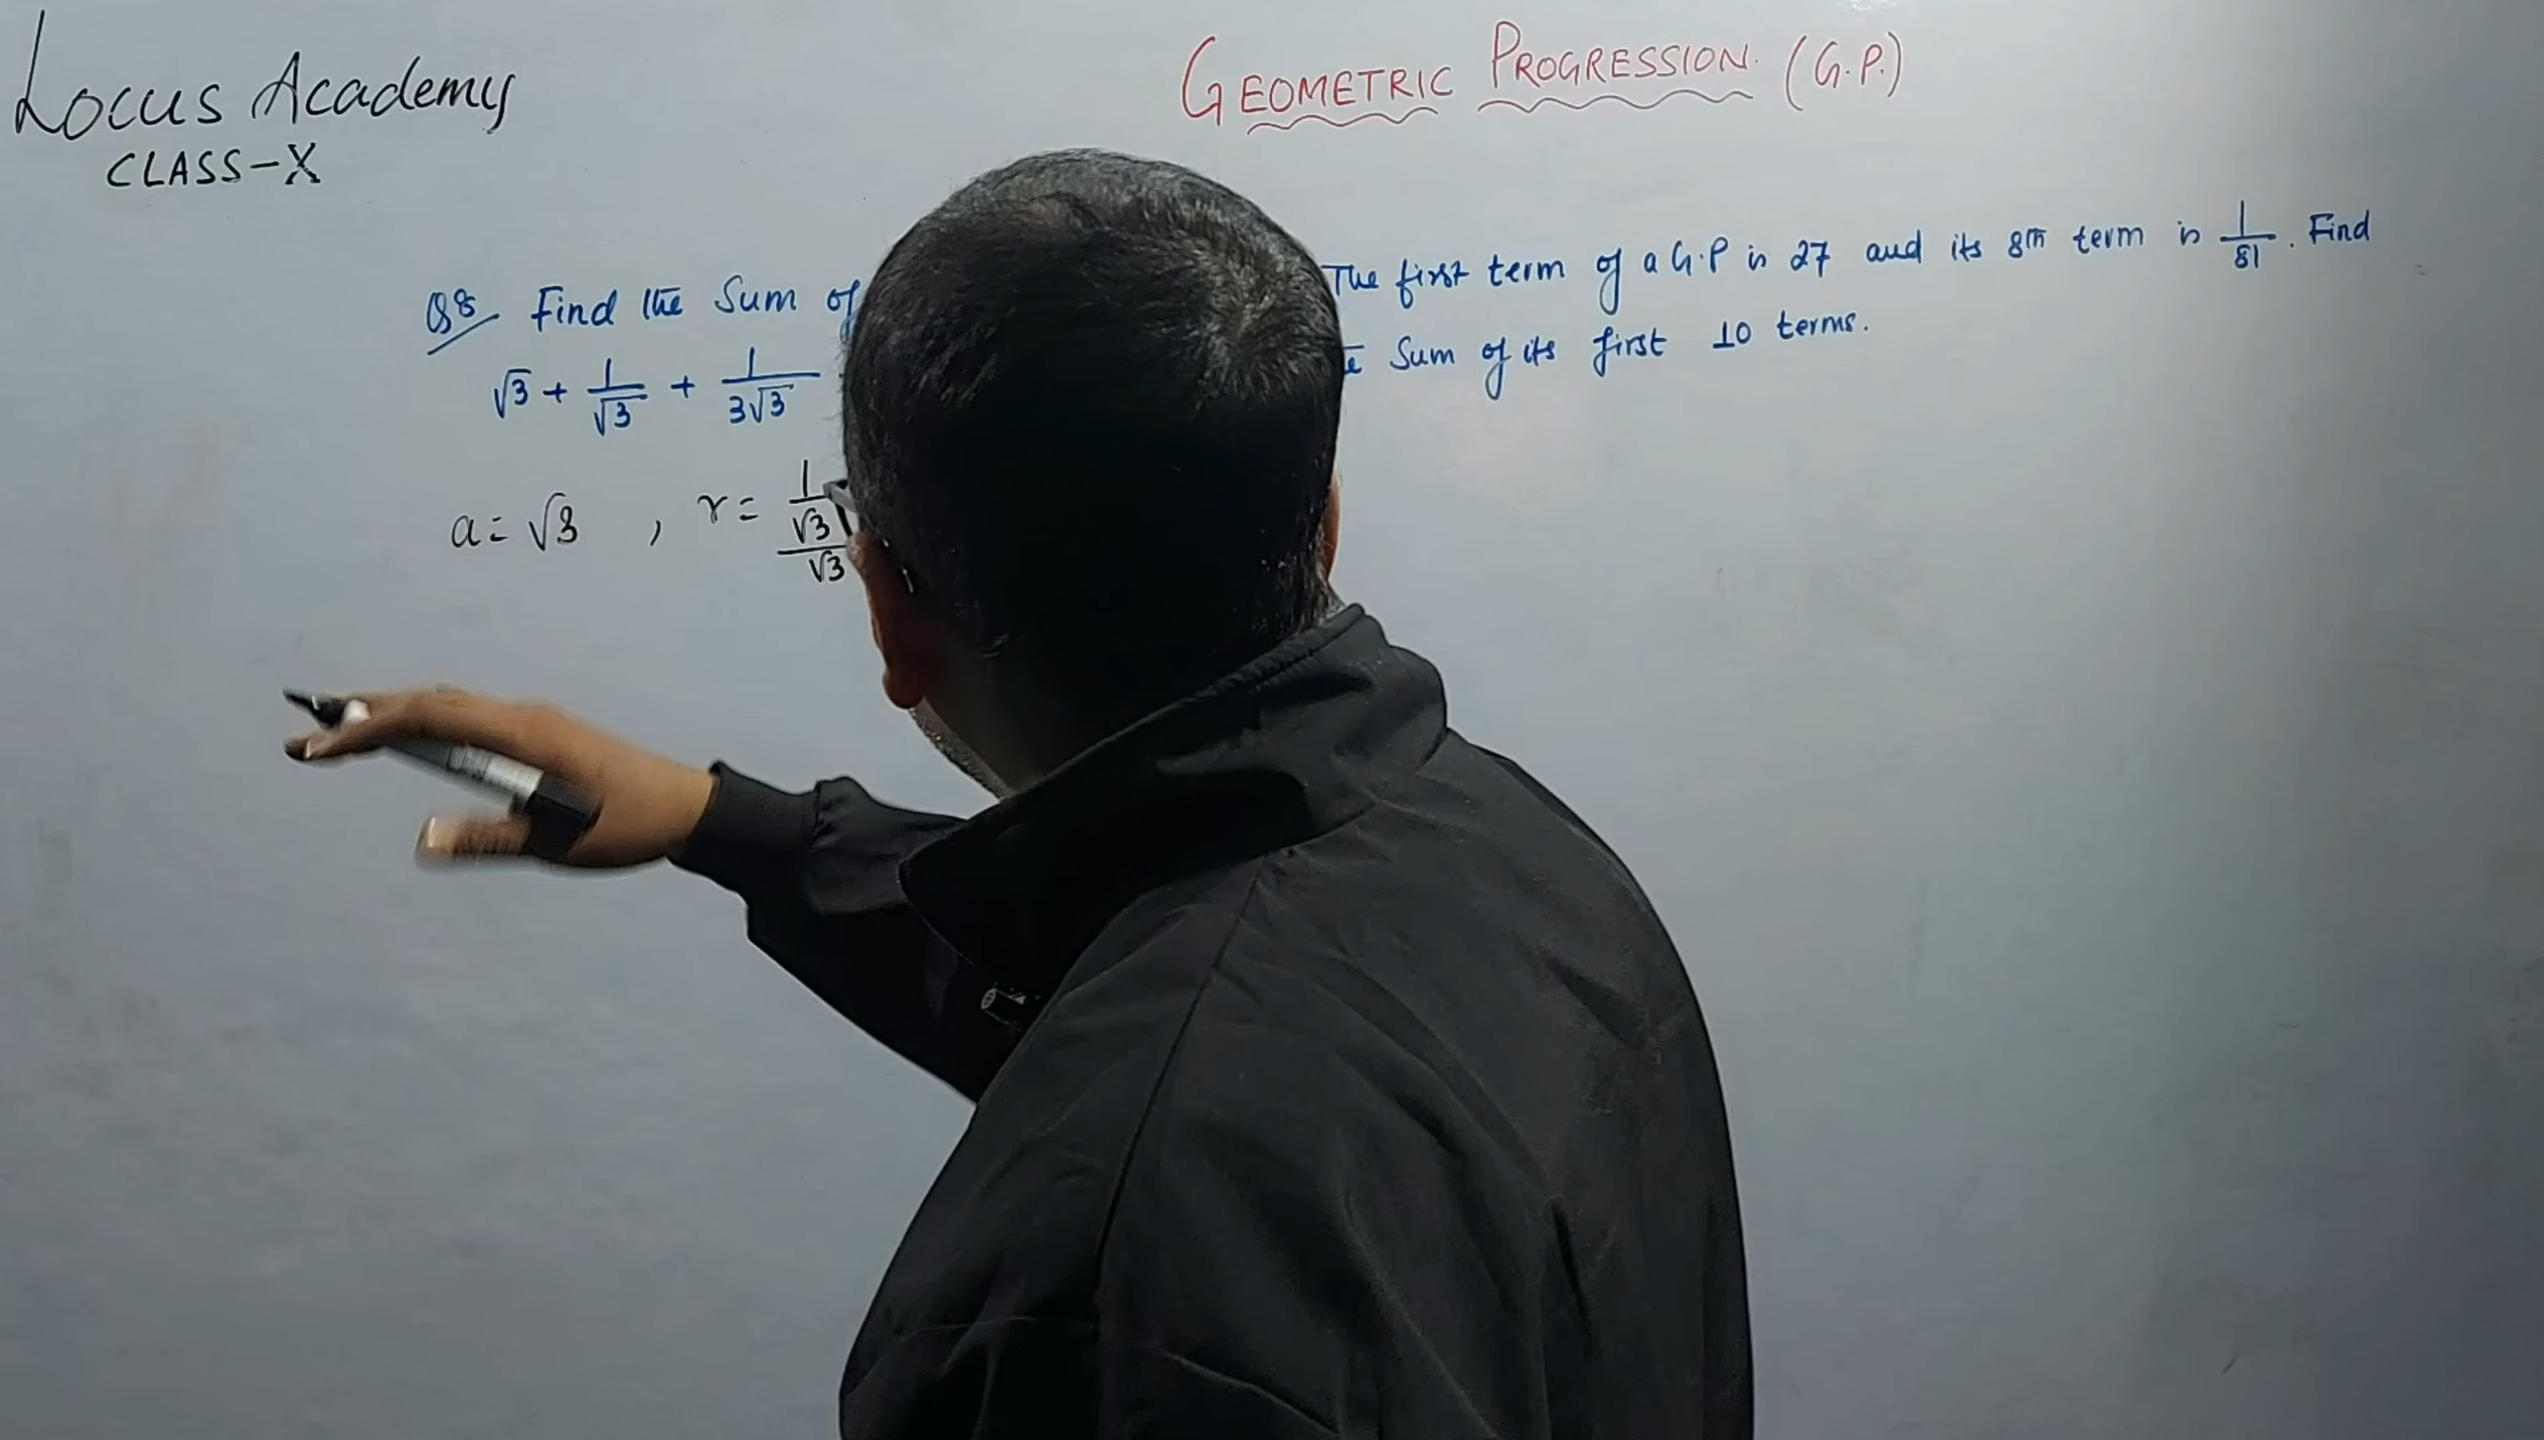 Locus Academy
CLASS-X
GEOMETRIC PROGRESSION. (G.P.)
Q8 Find the Sum of
√3 + 1/√3 + 1/3√3
a = √3 , r = 1/√3 / √3
The first term of a G.P is 27 and its 8th term is 1/81. Find
Sum of its first 10 terms.